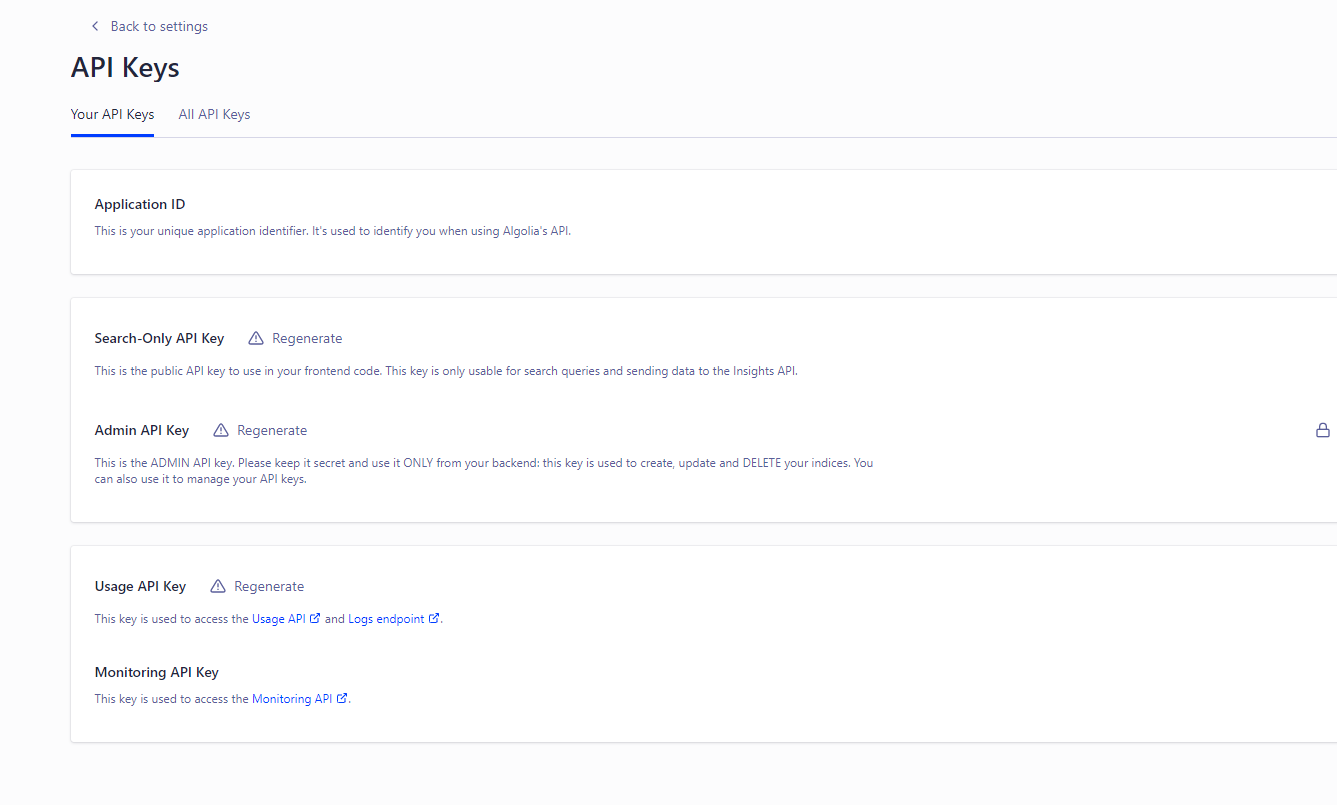 Back to settings
API Keys
Your API Keys All API Keys
Application ID
This is your unique application identifier. It's used to identify you when using Algolia's API.
Search-Only API Key Regenerate
This is the public API key to use in your frontend code. This key is only usable for search queries and sending data to the Insights API.
Admin API Key Regenerate
This is the ADMIN API key. Please keep it secret and use it ONLY from your backend: this key is used to create, update and DELETE your indices. You
can also use it to manage your API keys.
Usage API Key Regenerate
This key is used to access the Usage API and Logs endpoint.
Monitoring API Key
This key is used to access the Monitoring API.